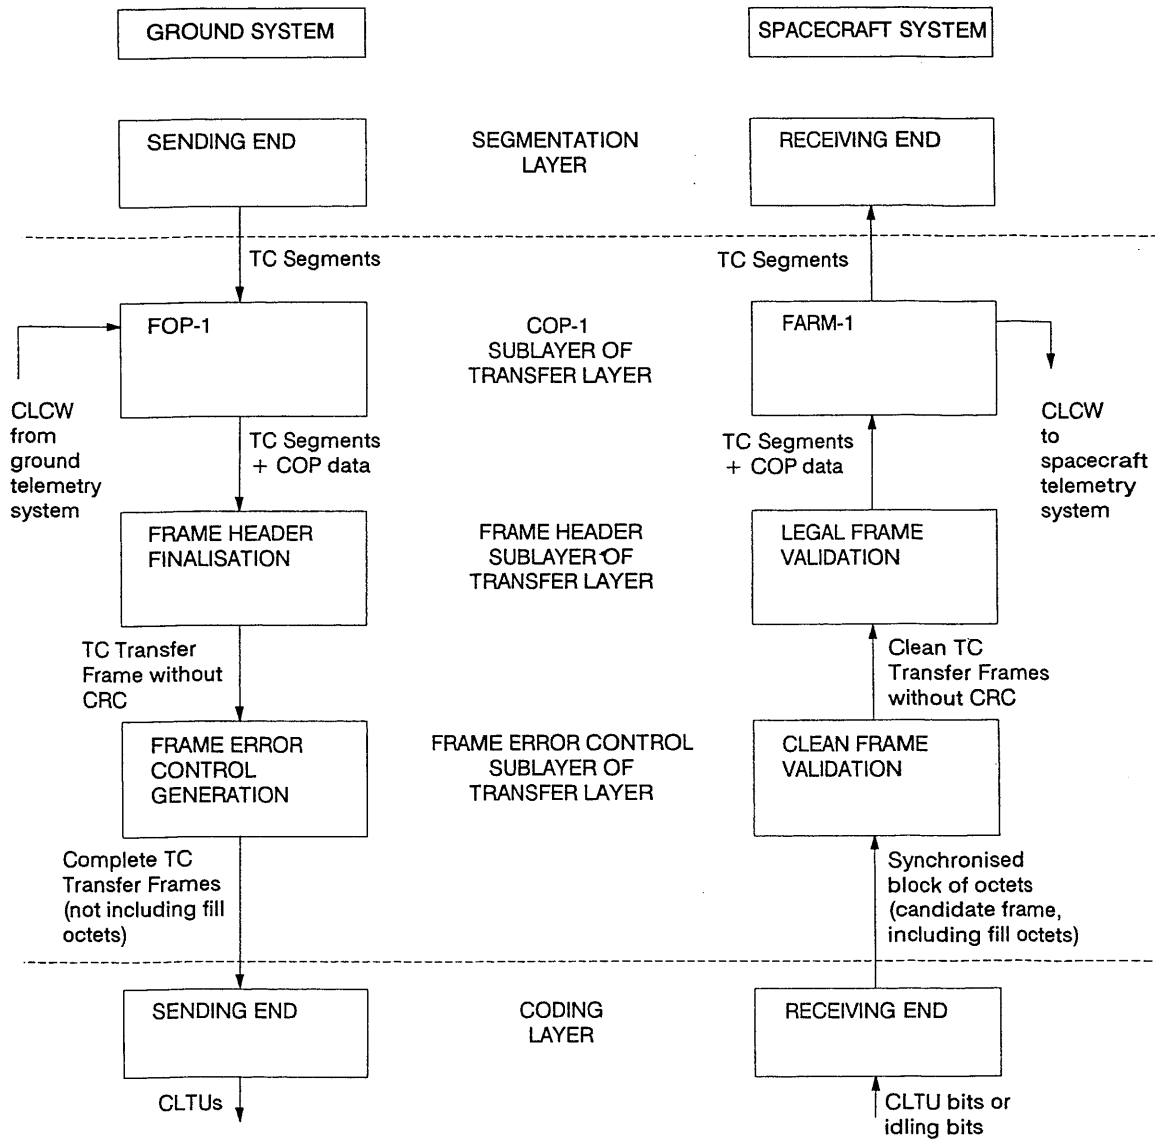 GROUND SYSTEM
SPACECRAFT SYSTEM
SENDING END
SEGMENTATION
LAYER
RECEIVING END
TC Segments
TC Segments
FOP-1
COP-1
SUBLAYER OF
TRANSFER LAYER
FARM-1
CLCW
from
ground
telemetry
system
TC Segments
+ COP data
TC Segments
+ COP data
CLCW
to
spacecraft
telemetry
system
FRAME HEADER
FINALISATION
FRAME HEADER
SUBLAYER OF
TRANSFER LAYER
LEGAL FRAME
VALIDATION
TC Transfer
Frame without
CRC
Clean TC
Transfer Frames
without CRC
FRAME ERROR
CONTROL
GENERATION
FRAME ERROR CONTROL
SUBLAYER OF
TRANSFER LAYER
CLEAN FRAME
VALIDATION
Complete TC
Transfer Frames
(not including fill
octets)
Synchronised
block of octets
(candidate frame,
including fill octets)
SENDING END
CODING
LAYER
RECEIVING END
CLTUs
CLTU bits or
idling bits